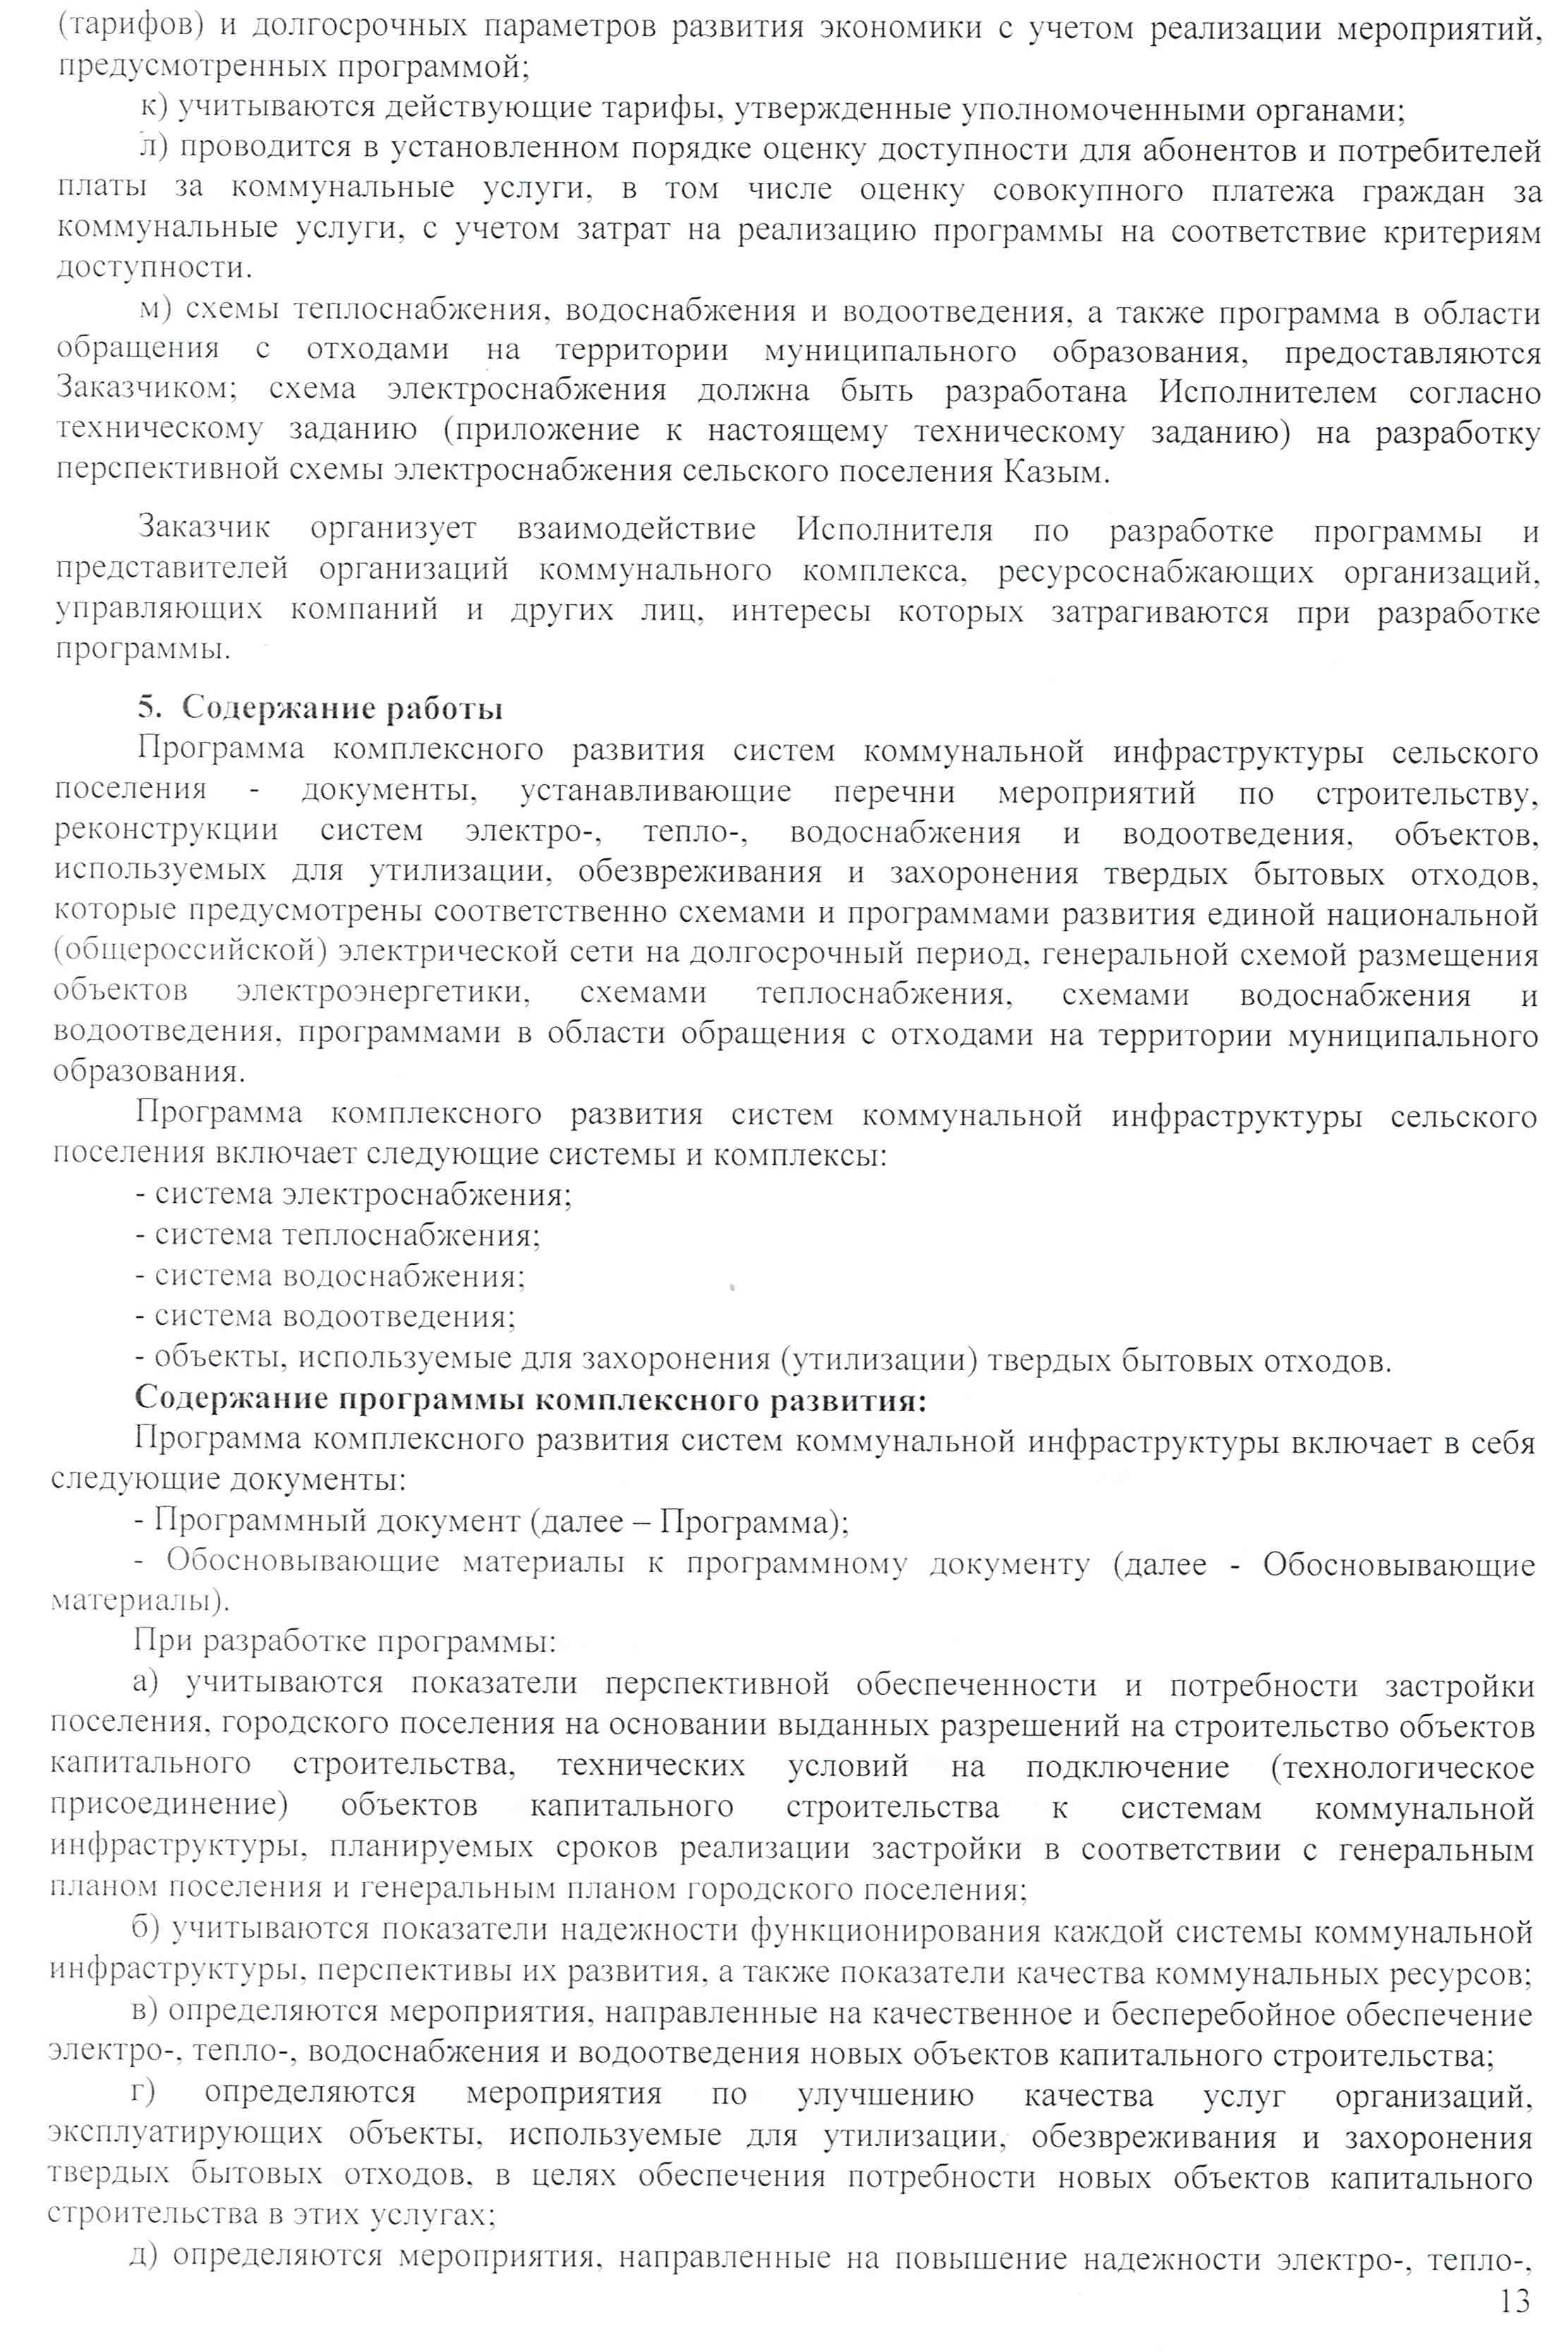 (тарифов) и долгосрочных параметров развития экономики с учетом реализации мероприятий,
предусмотренных программой;
к) учитываются действующие тарифы, утвержденные уполномоченными органами;
л) проводится в установленном порядке оценку доступности для абонентов и потребителей
платы за коммунальные услуги, в том числе оценку совокупного платежа граждан за
коммунальные услуги, с учетом затрат на реализацию программы на соответствие критериям
доступности.
м) схемы теплоснабжения, водоснабжения и водоотведения, а также программа в области
обращения с отходами на территории муниципального образования, предоставляются
Заказчиком; схема электроснабжения должна быть разработана Исполнителем согласно
техническому заданию (приложение к настоящему техническому заданию) на разработку
перспективной схемы электроснабжения сельского поселения Казым.
Заказчик организует взаимодействие Исполнителя по разработке программы и
представителей организаций коммунального комплекса, ресурсоснабжающих организаций,
управляющих компаний и других лиц, интересы которых затрагиваются при разработке
программы.
5. Содержание работы
Программа комплексного развития систем коммунальной инфраструктуры сельского
поселения - документы, устанавливающие перечни мероприятий по строительству,
реконструкции систем электро-, тепло-, водоснабжения и водоотведения, объектов,
используемых для утилизации, обезвреживания и захоронения твердых бытовых отходов,
которые предусмотрены соответственно схемами и программами развития единой национальной
(общероссийской) электрической сети на долгосрочный период, генеральной схемой размещения
объектов электроэнергетики, схемами теплоснабжения, схемами водоснабжения и
водоотведения, программами в области обращения с отходами на территории муниципального
образования.
Программа комплексного развития систем коммунальной инфраструктуры сельского
поселения включает следующие системы и комплексы:
- система электроснабжения;
- система теплоснабжения;
- система водоснабжения;
- система водоотведения;
- объекты, используемые для захоронения (утилизации) твердых бытовых отходов.
Содержание программы комплексного развития:
Программа комплексного развития систем коммунальной инфраструктуры включает в себя
следующие документы:
- Программный документ (далее – Программа);
- Обосновывающие материалы к программному документу (далее - Обосновывающие
материалы).
При разработке программы:
а) учитываются показатели перспективной обеспеченности и потребности застройки
поселения, городского поселения на основании выданных разрешений на строительство объектов
капитального строительства, технических условий на подключение (технологическое
присоединение) объектов капитального строительства к системам коммунальной
инфраструктуры, планируемых сроков реализации застройки в соответствии с генеральным
планом поселения и генеральным планом городского поселения;
б) учитываются показатели надежности функционирования каждой системы коммунальной
инфраструктуры, перспективы их развития, а также показатели качества коммунальных ресурсов;
в) определяются мероприятия, направленные на качественное и бесперебойное обеспечение
электро-, тепло-, водоснабжения и водоотведения новых объектов капитального строительства;
г) определяются мероприятия по улучшению качества услуг организаций,
эксплуатирующих объекты, используемые для утилизации, обезвреживания и захоронения
твердых бытовых отходов, в целях обеспечения потребности новых объектов капитального
строительства в этих услугах;
д) определяются мероприятия, направленные на повышение надежности электро-, тепло-,
13